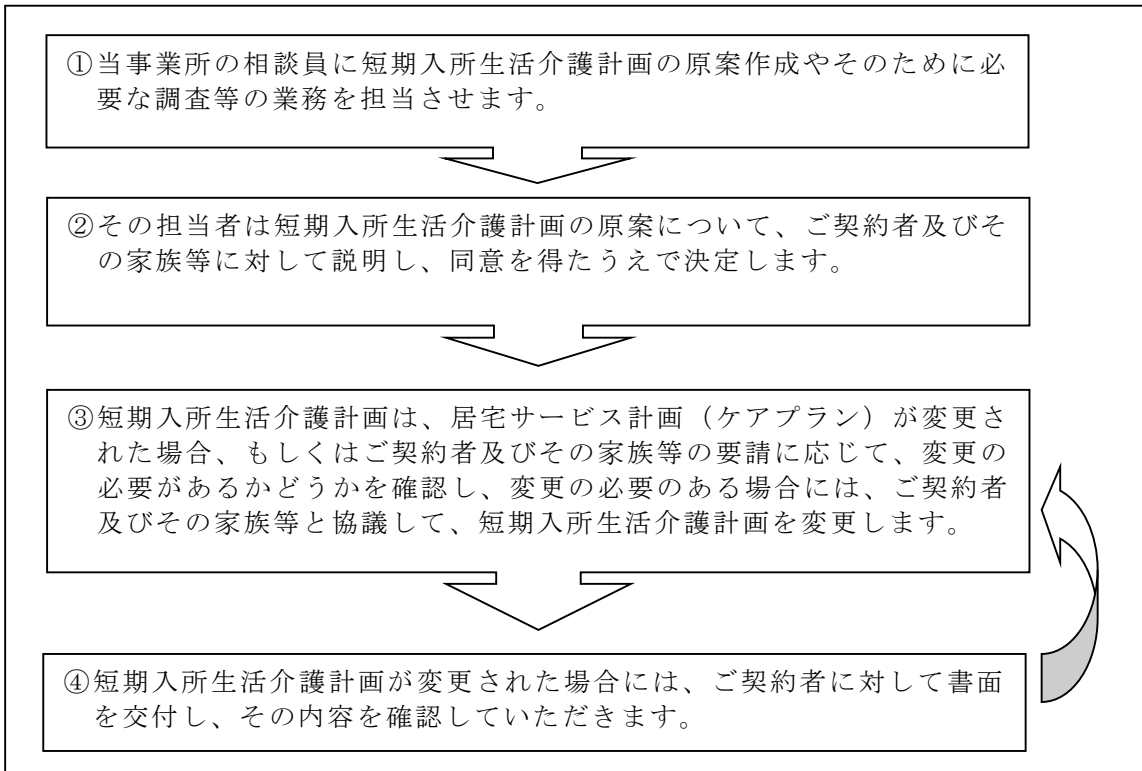 ①当事業所の相談員に短期入所生活介護計画の原案作成やそのために必
要な調査等の業務を担当させます。
②その担当者は短期入所生活介護計画の原案について、ご契約者及びそ
の家族等に対して説明し、同意を得たうえで決定します。
③短期入所生活介護計画は、居宅サービス計画（ケアプラン）が変更さ
れた場合、もしくはご契約者及びその家族等の要請に応じて、変更の
必要があるかどうかを確認し、変更の必要のある場合には、ご契約者
及びその家族等と協議して、短期入所生活介護計画を変更します。
④短期入所生活介護計画が変更された場合には、ご契約者に対して書面
を交付し、その内容を確認していただきます。